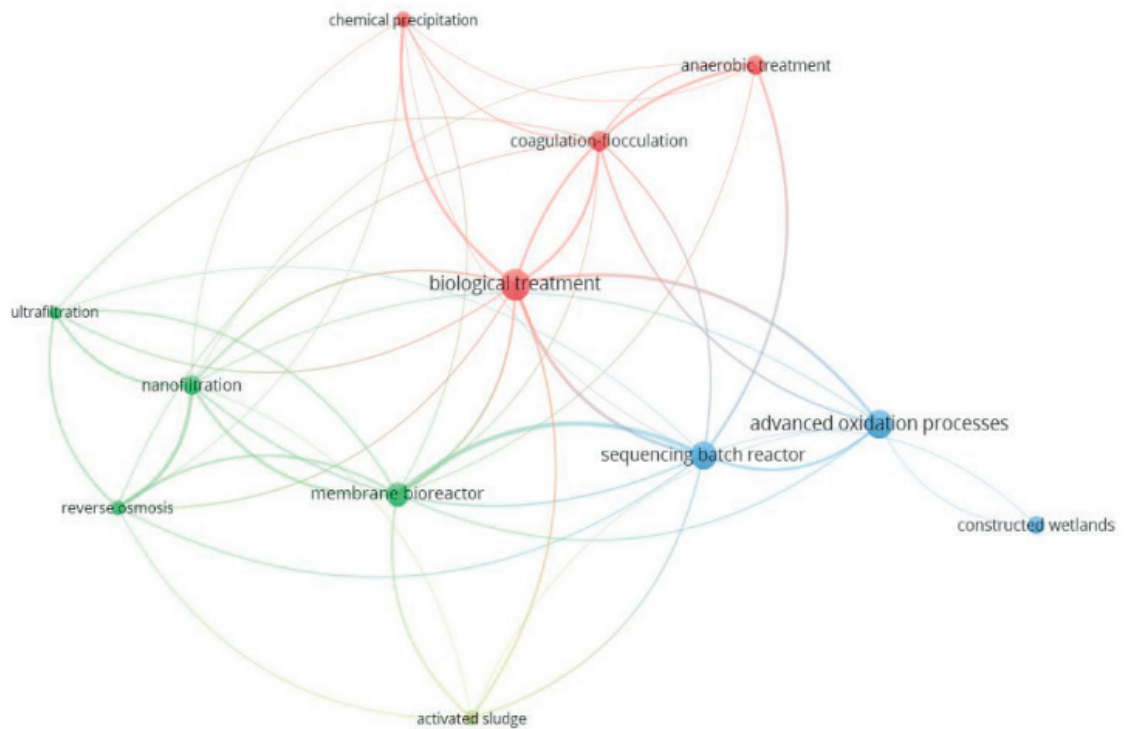 chemical precipitation
anaerobic treatment
coagulation-flocculation
biological treatment
ultrafiltration
nanofiltration
advanced oxidation processes
sequencing batch reactor
membrane bioreactor
reverse osmosis
constructed wetlands
activated sludge